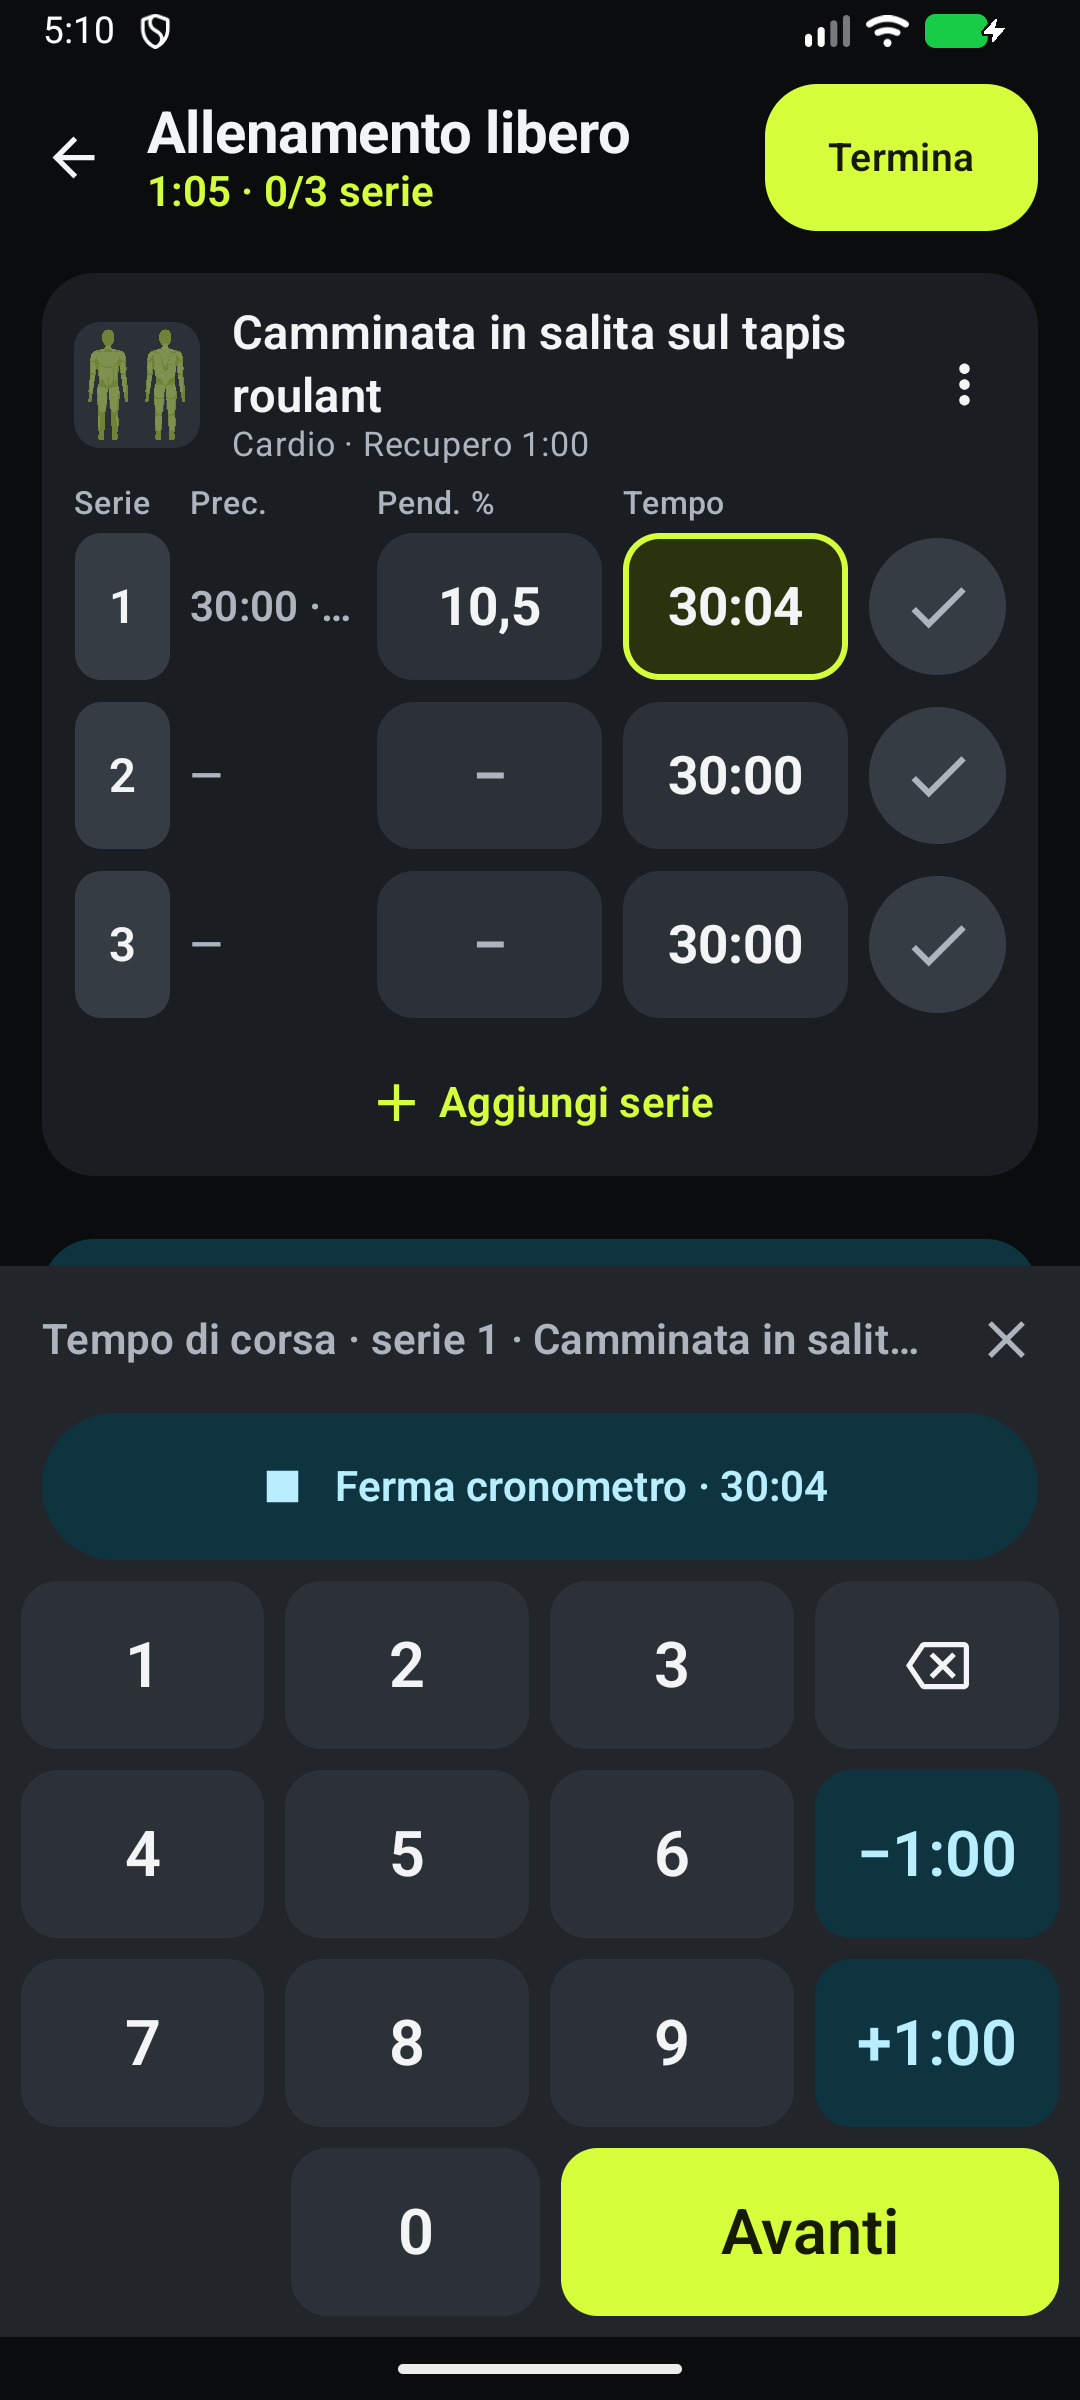 5:10
Allenamento libero
1:05 · 0/3 serie
Termina
Camminata in salita sul tapis
roulant
Cardio · Recupero 1:00
Serie Prec. Pend. % Tempo
1 30:00 ·… 10,5 30:04
2 – – 30:00
3 – – 30:00
+ Aggiungi serie
Tempo di corsa · serie 1 · Camminata in salit…
Ferma cronometro · 30:04
1 2 3
4 5 6 −1:00
7 8 9 +1:00
0 Avanti